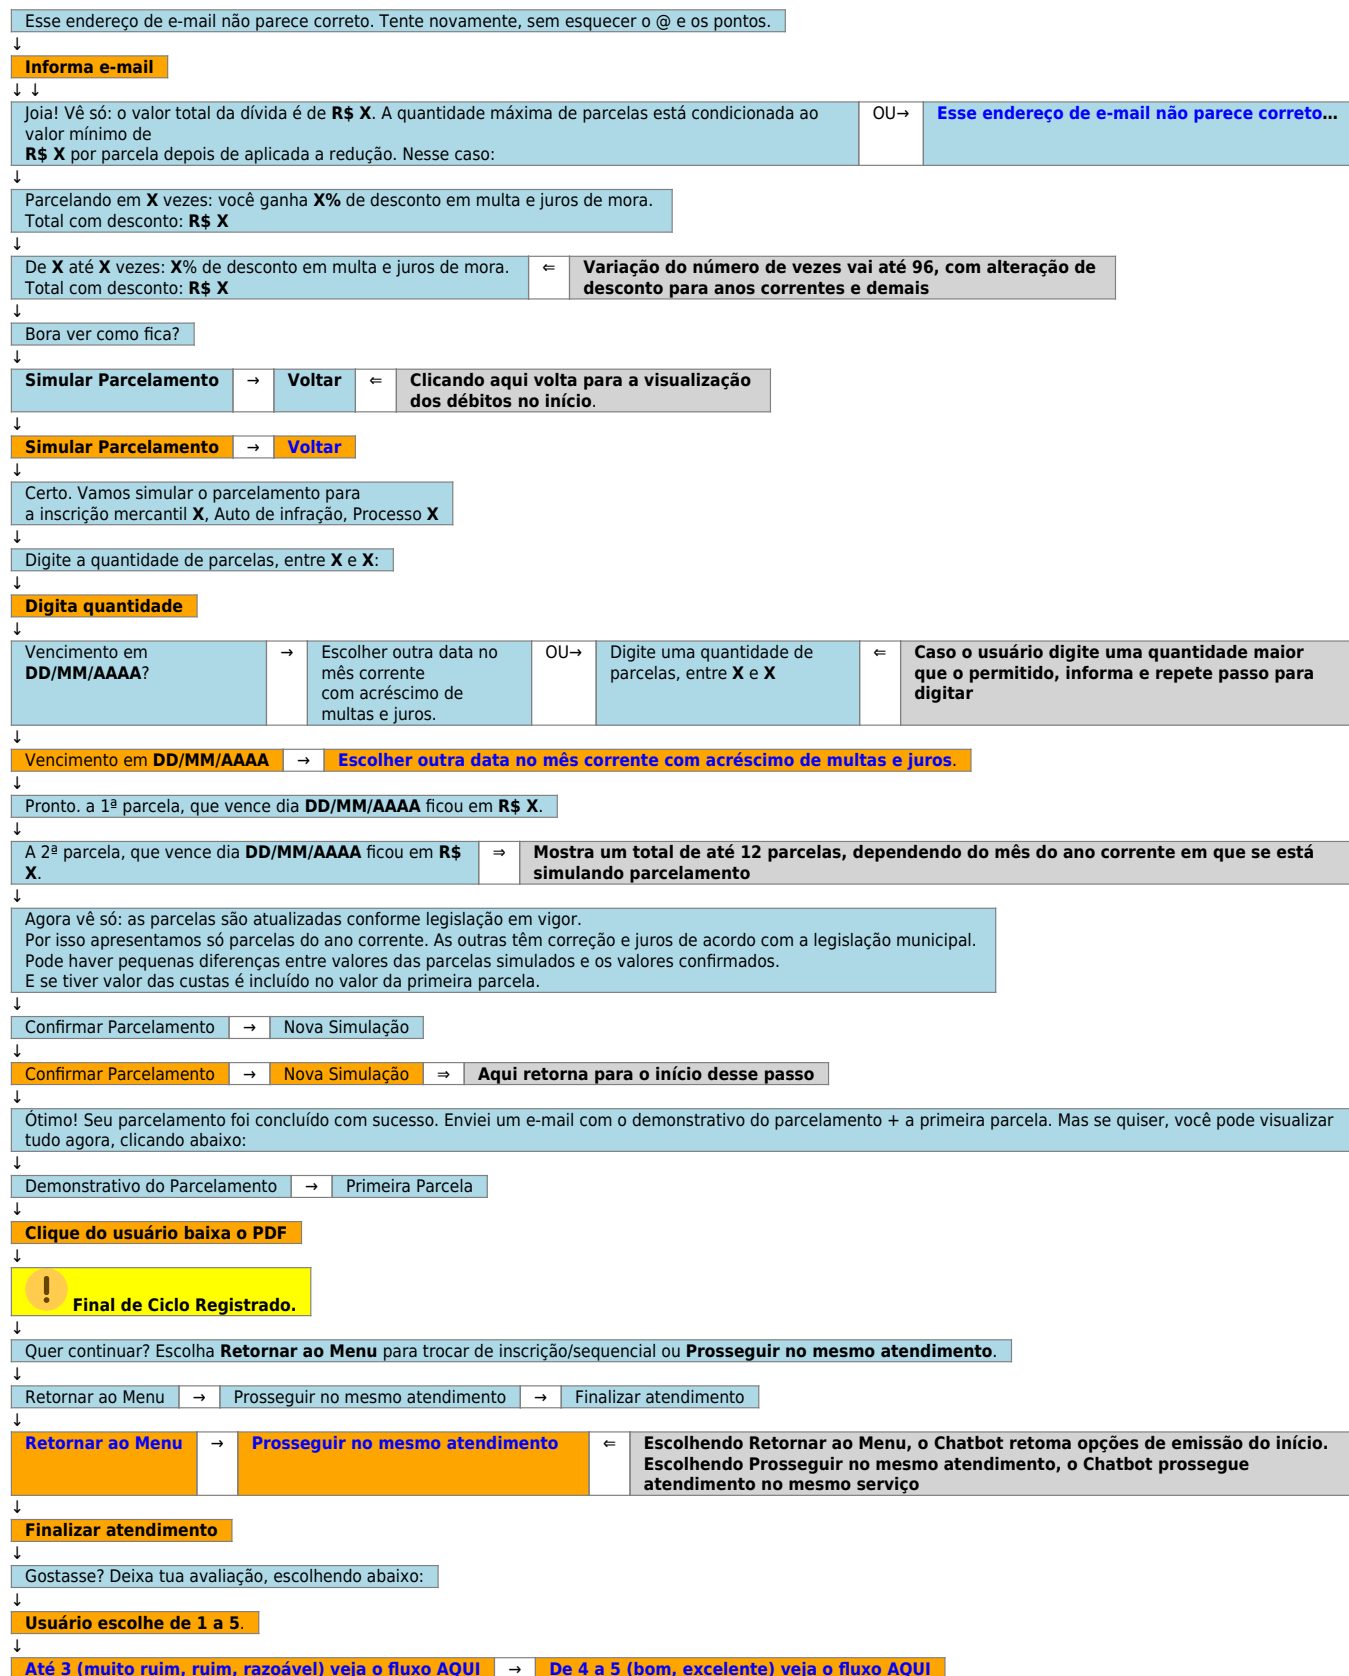 Esse endereço de e-mail não parece correto. Tente novamente, sem esquecer o @ e os pontos.
↓
Informa e-mail
↓ ↓
Joia! Vê só: o valor total da dívida é de R$ X. A quantidade máxima de parcelas está condicionada ao
valor mínimo de
R$ X por parcela depois de aplicada a redução. Nesse caso:
OU→
Esse endereço de e-mail não parece correto…
↓
Parcelando em X vezes: você ganha X% de desconto em multa e juros de mora.
Total com desconto: R$ X
↓
De X até X vezes: X% de desconto em multa e juros de mora.
Total com desconto: R$ X
⇐
Variação do número de vezes vai até 96, com alteração de
desconto para anos correntes e demais
↓
Bora ver como fica?
↓
Simular Parcelamento → Voltar ⇐ Clicando aqui volta para a visualização
dos débitos no início.
↓
Simular Parcelamento → Voltar
↓
Certo. Vamos simular o parcelamento para
a inscrição mercantil X, Auto de infração, Processo X
↓
Digite a quantidade de parcelas, entre X e X:
↓
Digita quantidade
↓
Vencimento em
DD/MM/AAAA?
→
Escolher outra data no
mês corrente
com acréscimo de
multas e juros.
OU→
Digite uma quantidade de
parcelas, entre X e X
⇐
Caso o usuário digite uma quantidade maior
que o permitido, informa e repete passo para
digitar
↓
Vencimento em DD/MM/AAAA → Escolher outra data no mês corrente com acréscimo de multas e juros.
↓
Pronto. a 1ª parcela, que vence dia DD/MM/AAAA ficou em R$ X.
↓
A 2ª parcela, que vence dia DD/MM/AAAA ficou em R$
X.
⇒
Mostra um total de até 12 parcelas, dependendo do mês do ano corrente em que se está
simulando parcelamento
↓
Agora vê só: as parcelas são atualizadas conforme legislação em vigor.
Por isso apresentamos só parcelas do ano corrente. As outras têm correção e juros de acordo com a legislação municipal.
Pode haver pequenas diferenças entre valores das parcelas simulados e os valores confirmados.
E se tiver valor das custas é incluído no valor da primeira parcela.
↓
Confirmar Parcelamento → Nova Simulação
↓
Confirmar Parcelamento → Nova Simulação ⇒ Aqui retorna para o início desse passo
↓
Ótimo! Seu parcelamento foi concluído com sucesso. Enviei um e-mail com o demonstrativo do parcelamento + a primeira parcela. Mas se quiser, você pode visualizar
tudo agora, clicando abaixo:
↓
Demonstrativo do Parcelamento → Primeira Parcela
↓
Clique do usuário baixa o PDF
↓
Final de Ciclo Registrado.
↓
Quer continuar? Escolha Retornar ao Menu para trocar de inscrição/sequencial ou Prosseguir no mesmo atendimento.
↓
Retornar ao Menu → Prosseguir no mesmo atendimento → Finalizar atendimento
↓
Retornar ao Menu → Prosseguir no mesmo atendimento ⇐ Escolhendo Retornar ao Menu, o Chatbot retoma opções de emissão do início.
Escolhendo Prosseguir no mesmo atendimento, o Chatbot prossegue
atendimento no mesmo serviço
↓
Finalizar atendimento
↓
Gostasse? Deixa tua avaliação, escolhendo abaixo:
↓
Usuário escolhe de 1 a 5.
↓
Até 3 (muito ruim, ruim, razoável) veja o fluxo AQUI → De 4 a 5 (bom, excelente) veja o fluxo AQUI